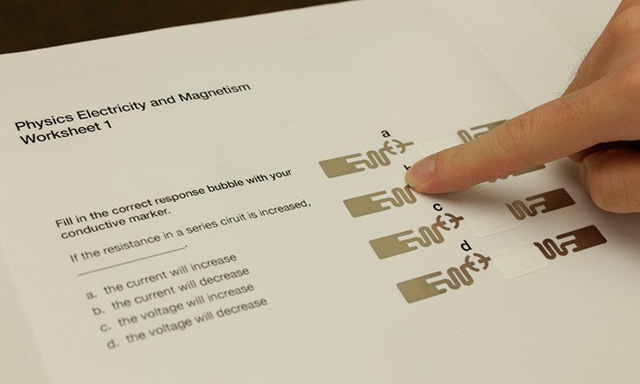 Physics Electricity and Magnetism
Worksheet 1
Fill in the correct response bubble with your
conductive marker.
If the resistance in a series ciruit is increased,
a. the current will increase
b. the current will decrease
c. the voltage will increase
d. the voltage will decrease
a
c
d